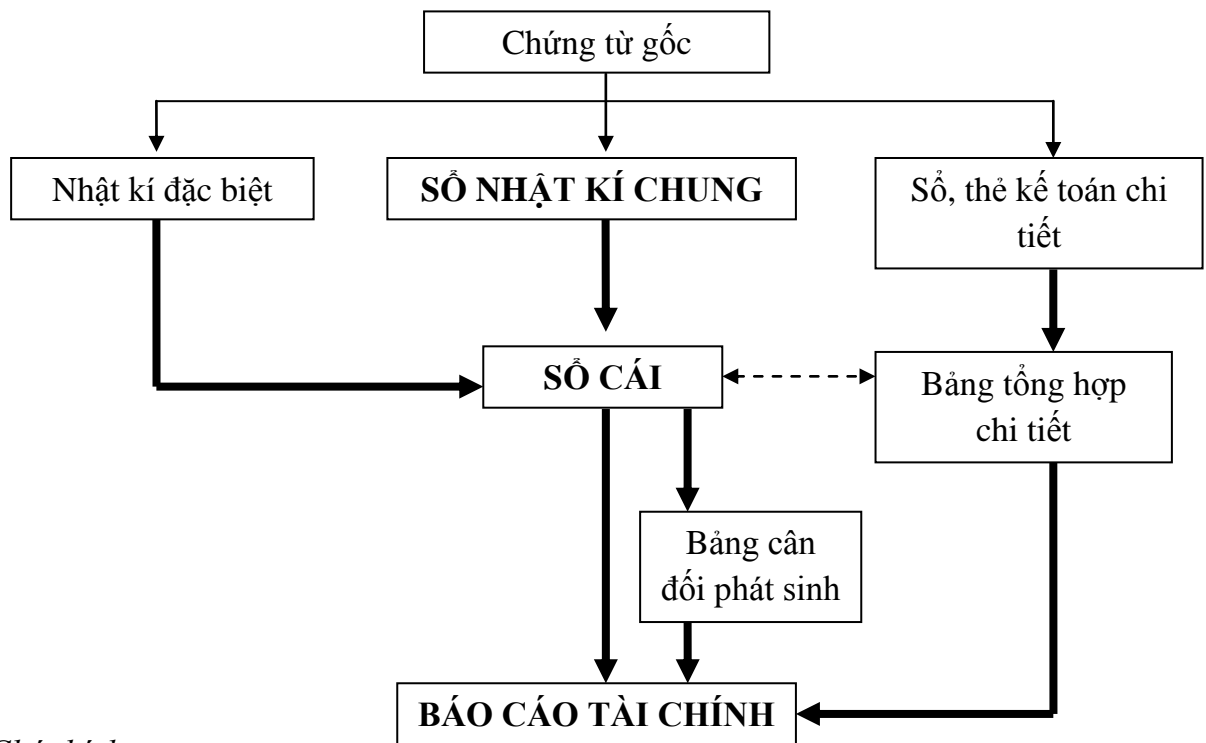 Chứng từ gốc
Nhật kí đặc biệt
SỔ NHẬT KÍ CHUNG
Sổ, thẻ kế toán chi
tiết
SỔ CÁI
Bảng tổng hợp
chi tiết
Bảng cân
đối phát sinh
BÁO CÁO TÀI CHÍNH